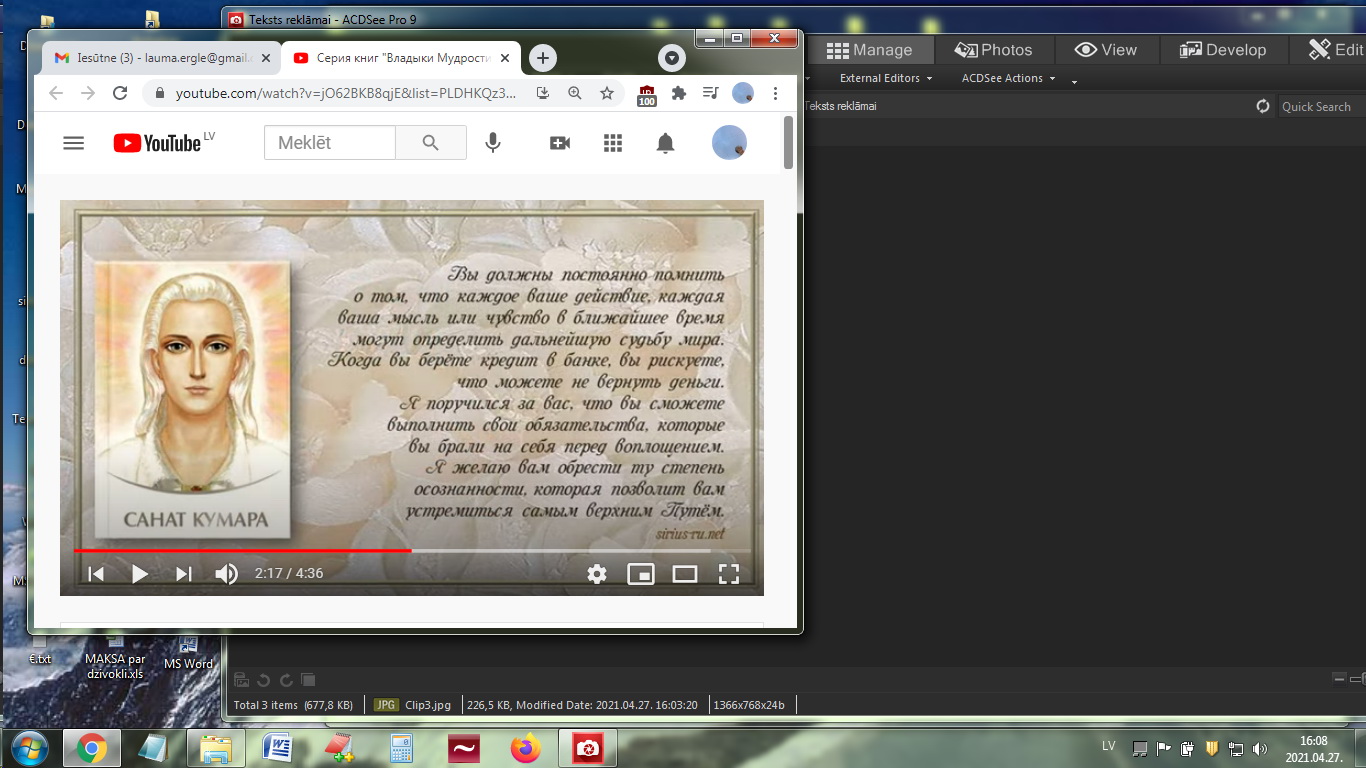 Teksts reklāmai - ACDSee Pro 9
Iesūtne (3) - lauma.ergle@gmail.
Серия книг "Владыки Мудрости
Manage
Photos
View
Develop
Edit
youtube.com/watch?v=jO62BKB8qjE&list=PLDHKQz3...
100
External Editors
ACDSee Actions
Teksts reklāmai
Quick Search
YouTube LV
Meklēt
Вы должны постоянно помнить
о том, что каждое ваше действие, каждая
ваша мысль или чувство в ближайшее время
могут определить дальнейшую судьбу мира.
Когда вы берёте кредит в банке, вы рискуете,
что можете не вернуть деньги.
Я поручился за вас, что вы сможете
выполнить свои обязательства, которые
вы брали на себя перед воплощением.
Я желаю вам обрести ту степень
осознанности, которая позволит вам
устремиться самым верхним Путём.
sirius-ru.net
САНАТ КУМАРА
2:17 / 4:36
€.txt
MAKSA par
dzīvokli.xls
MS Word
Total 3 items (677,8 KB)
JPG
Clip3.jpg
226,5 KB, Modified Date: 2021.04.27. 16:03:20
1366x768x24b
LV
16:08
2021.04.27.